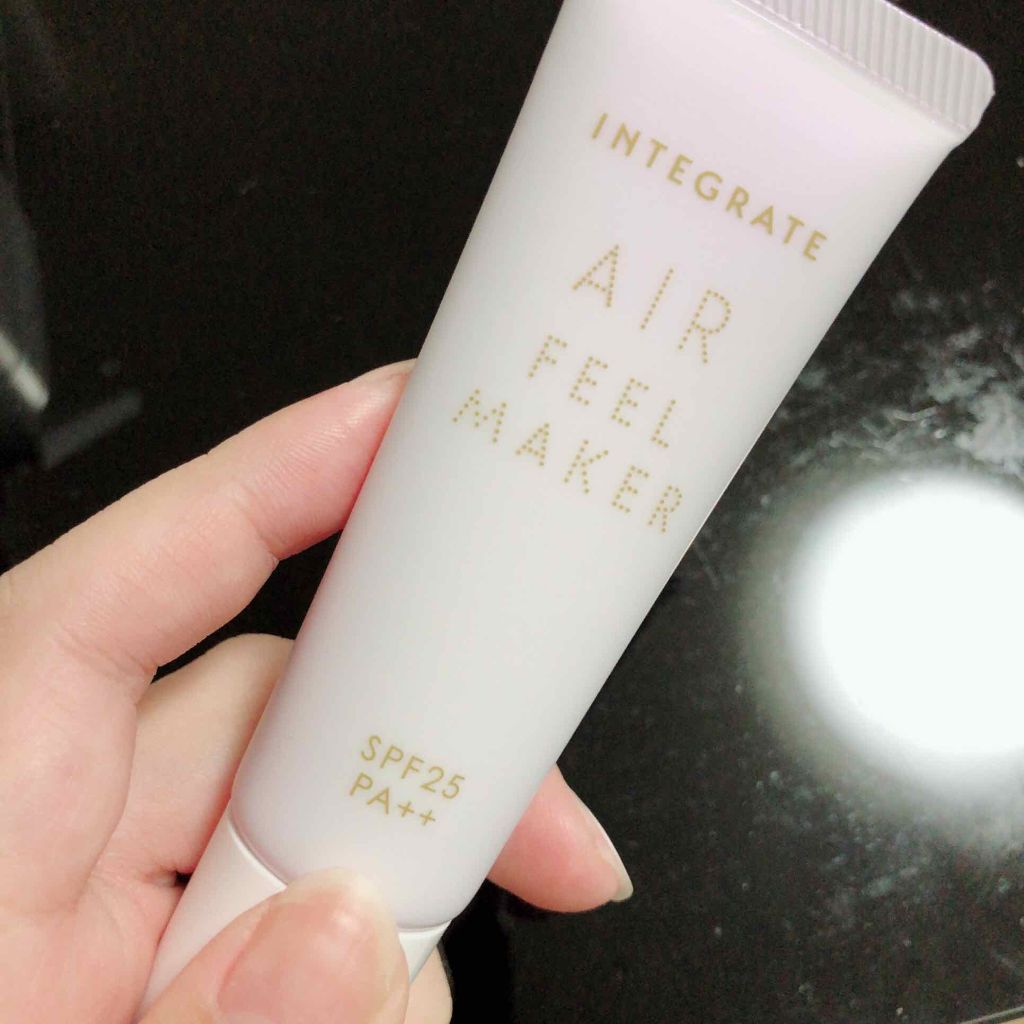 INTEGRATE
AIR
FEEL
MAKER
SPF25
PA++